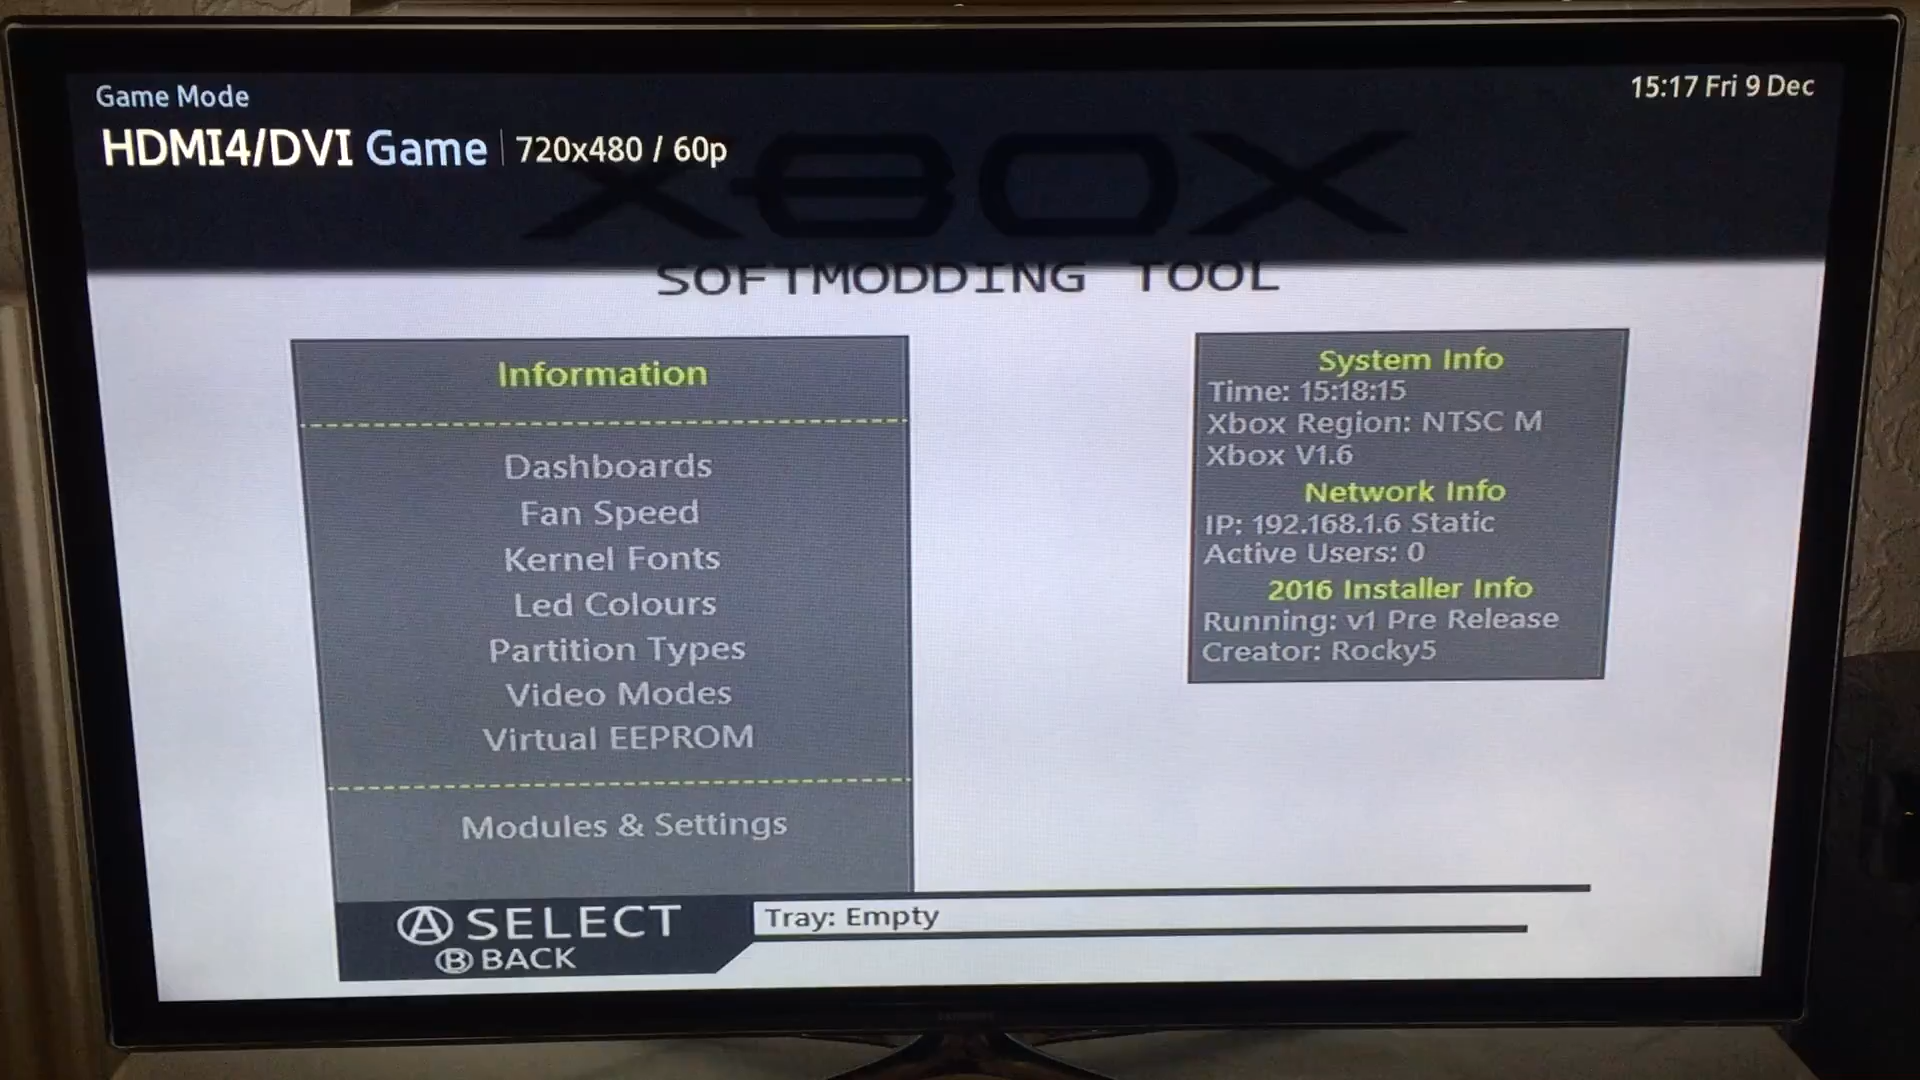 Game Mode
15:17 Fri 9 Dec
HDMI4/DVI Game | 720x480 / 60p
XBOX
SOFTMODDING TOOL
Information
Dashboards
Fan Speed
Kernel Fonts
Led Colours
Partition Types
Video Modes
Virtual EEPROM
Modules & Settings
System Info
Time: 15:18:15
Xbox Region: NTSC M
Xbox V1.6
Network Info
IP: 192.168.1.6 Static
Active Users: 0
2016 Installer Info
Running: v1 Pre Release
Creator: Rocky5
A SELECT
B BACK
Tray: Empty